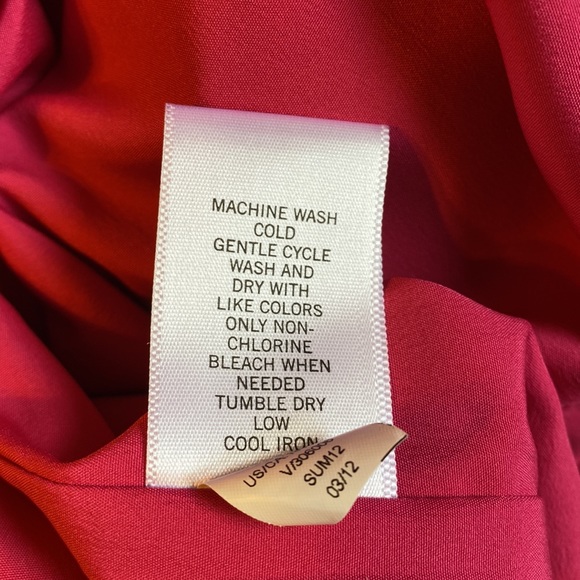 MACHINE WASH
COLD
GENTLE CYCLE
WASH AND
DRY WITH
LIKE COLORS
ONLY NON-
CHLORINE
BLEACH WHEN
NEEDED
TUMBLE DRY
LOW
COOL IRON
SUM12
03/12